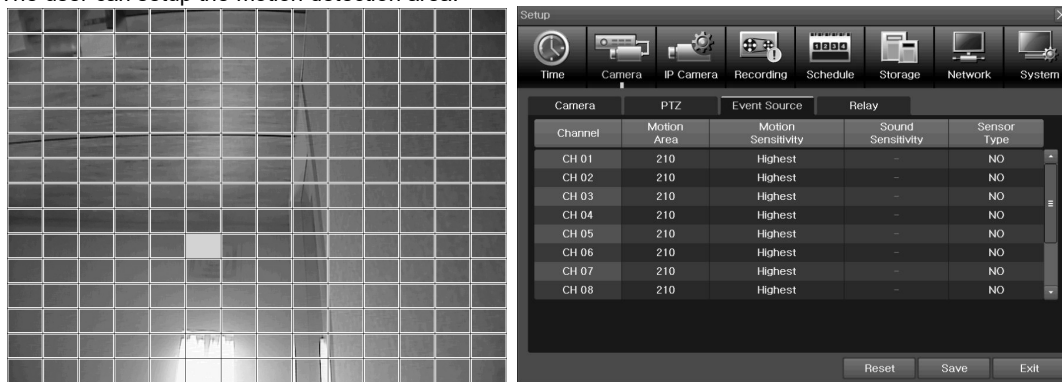 The user can setup the motion detection area.
Setup
Time Camera IP Camera Recording Schedule Storage Network System
Camera PTZ Event Source Relay
Channel Motion Area Motion Sensitivity Sound Sensitivity Sensor Type
CH 01 210 Highest - NO
CH 02 210 Highest - NO
CH 03 210 Highest - NO
CH 04 210 Highest - NO
CH 05 210 Highest - NO
CH 06 210 Highest - NO
CH 07 210 Highest - NO
CH 08 210 Highest - NO
Reset Save Exit